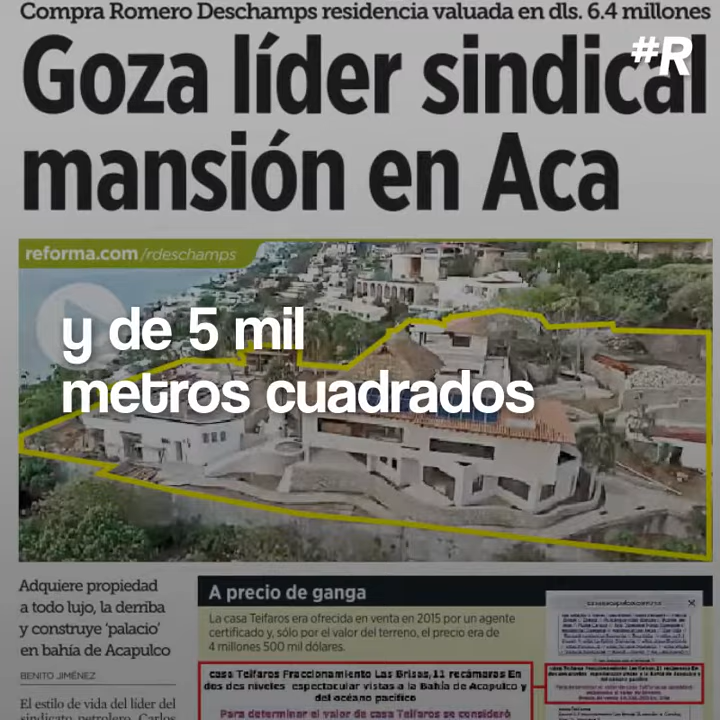 Compra Romero Deschamps residencia valuada en dls. 6.4 millones
Goza líder sindical
#R
mansión en Aca
reforma.com/rdeschamps
y de 5 mil
metros cuadrados
Adquiere propiedad
a todo lujo, la derriba
y construye ‘palacio’
en bahía de Acapulco
BENITO JIMÉNEZ
El estilo de vida del líder del
sindicato petrolero, Carlos
A precio de ganga
La casa Teifaros era ofrecida en venta en 2015 por un agente
certificado y, sólo por el valor del terreno, el precio era de
4 millones 500 mil dólares.
casa Teifaros Fraccionamiento Las Brisas,11 recámaras En
dos dos niveles espectacular vistas a la Bahia de Acapulco y
del océano pacífico
Para determinar el valor de casa Teifaros se consideró